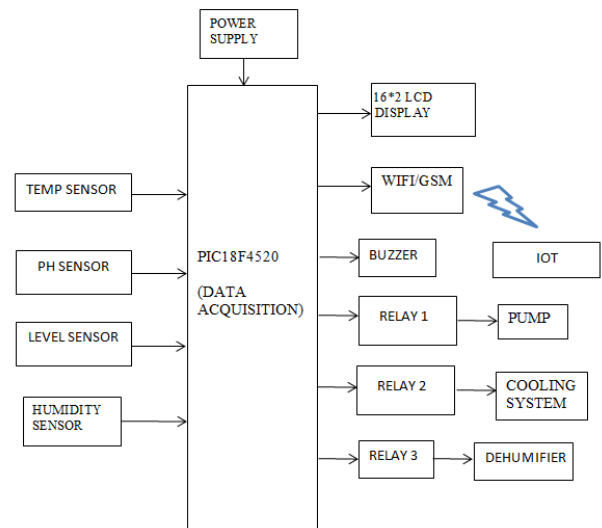 POWER
SUPPLY
16*2 LCD
DISPLAY
WIFI/GSM
TEMP SENSOR
PH SENSOR
LEVEL SENSOR
HUMIDITY
SENSOR
PIC18F4520
(DATA
ACQUISITION)
BUZZER
IOT
RELAY 1
PUMP
RELAY 2
COOLING
SYSTEM
RELAY 3
DEHUMIFIER